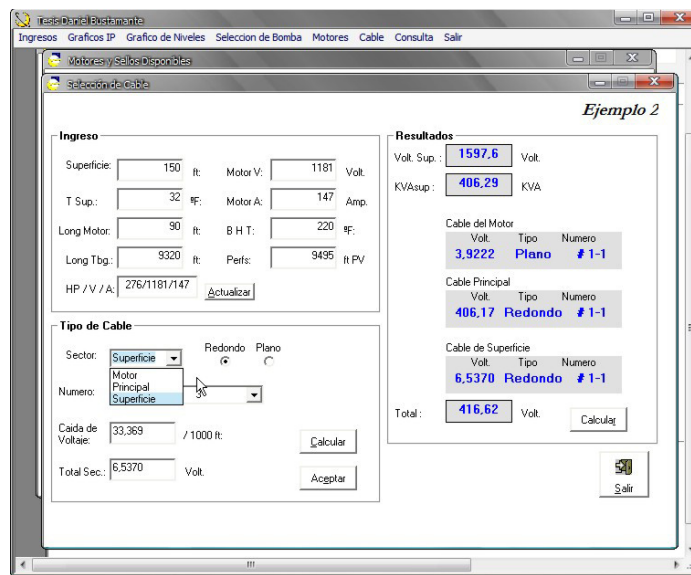 Tesis Daniel Bustamante
Ingresos Graficos IP Grafico de Niveles Seleccion de Bomba Motores Cable Consulta Salir
Motores y Sellos Disponibles
Selección de Cable
Ejemplo 2
Ingreso
Superficie: 150 ft: Motor V: 1181 Volt.
T Sup.: 32 ºF: Motor A: 147 Amp.
Long Motor: 90 ft: B H T: 220 ºF:
Long Tbg.: 9320 ft: Perfs: 9495 ft PV
HP / V / A: 276/1181/147 Actualizar
Tipo de Cable
Sector: Superficie Redondo Plano
Motor
Principal
Superficie
Numero:
Caida de
Voltaje: 33,369 / 1000 ft: Calcular
Total Sec.: 6,5370 Volt. Aceptar
Resultados
Volt. Sup. : 1597,6 Volt.
KVAsup : 406,29 KVA
Cable del Motor
Volt. Tipo Numero
3,9222 Plano # 1-1
Cable Principal
Volt. Tipo Numero
406,17 Redondo # 1-1
Cable de Superficie
Volt. Tipo Numero
6,5370 Redondo # 1-1
Total : 416,62 Volt. Calcular
Salir